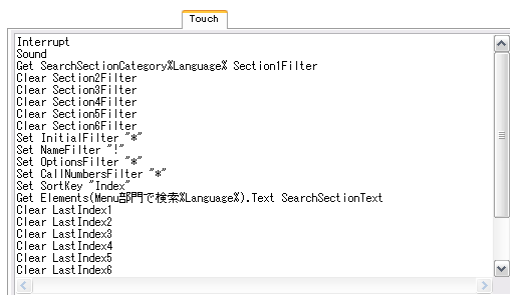 Touch
Interrupt
Sound
Get SearchSectionCategory%Language% Section1Filter
Clear Section2Filter
Clear Section3Filter
Clear Section4Filter
Clear Section5Filter
Clear Section6Filter
Set InitialFilter "*"
Set NameFilter "!"
Set OptionsFilter "*"
Set CallNumbersFilter "*"
Set SortKey "Index"
Get Elements(Menu部門で検索%Language%).Text SearchSectionText
Clear LastIndex1
Clear LastIndex2
Clear LastIndex3
Clear LastIndex4
Clear LastIndex5
Clear LastIndex6